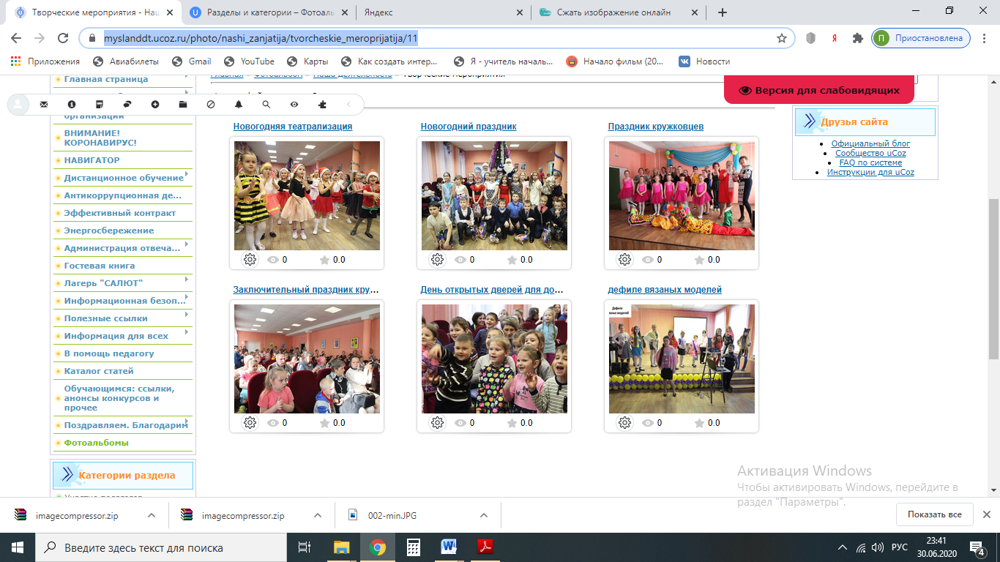 Творческие мероприятия - Наш
Разделы и категории – Фотоаль
Яндекс
Сжать изображение онлайн
myslanddt.ucoz.ru/photo/nashi_zanjatija/tvorcheskie_meroprijatija/11
П Приостановлена
Приложения
Авиабилеты
Gmail
YouTube
Карты
Как создать интер...
Я - учитель началь...
Начало фильм (20...
Новости
Главная страница
организации
ВНИМАНИЕ!
КОРОНАВИРУС!
НАВИГАТОР
Дистанционное обучение
Антикоррупционная де...
Эффективный контракт
Энергосбережение
Администрация отвеча...
Гостевая книга
Лагерь "САЛЮТ"
Информационная безоп...
Полезные ссылки
Информация для всех
В помощь педагогу
Каталог статей
Обучающимся: ссылки,
анонсы конкурсов и
прочее
Поздравляем. Благодарим
Фотоальбомы
Категории раздела
Главная » Фотоальбом » Наша деятельность » Творческие мероприятия
Версия для слабовидящих
Новогодняя театрализация
0 0.0
Новогодний праздник
0 0.0
Праздник кружковцев
0 0.0
Заключительный праздник кру...
0 0.0
День открытых дверей для до...
0 0.0
дефиле вязаных моделей
Дефиле
0 0.0
Друзья сайта
Официальный блог
Сообщество uCoz
FAQ по системе
Инструкции для uCoz
Активация Windows
Чтобы активировать Windows, перейдите в
раздел "Параметры".
imagecompressor.zip
imagecompressor.zip
002-min.JPG
Показать все
Введите здесь текст для поиска
РУС
23:41
30.06.2020
4